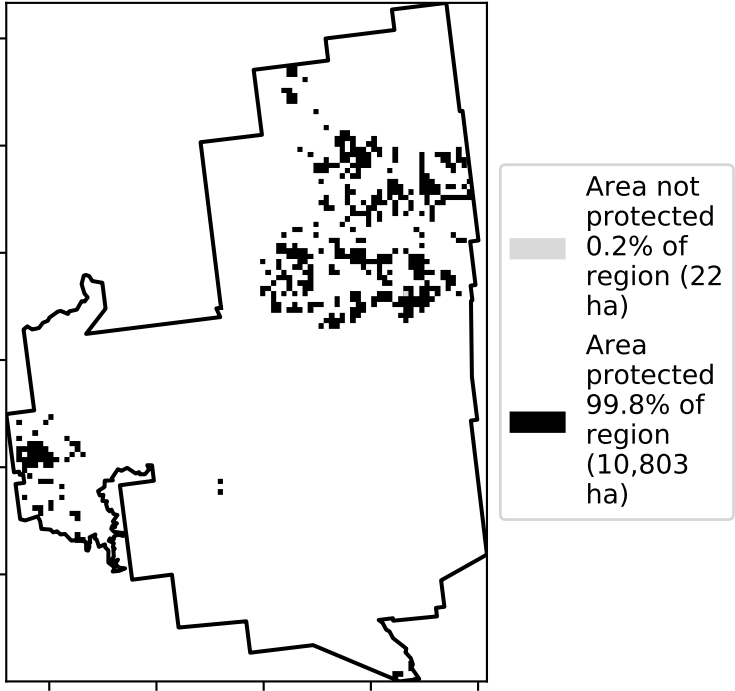 Area not
protected
0.2% of
region (22
ha)
Area
protected
99.8% of
region
(10,803
ha)